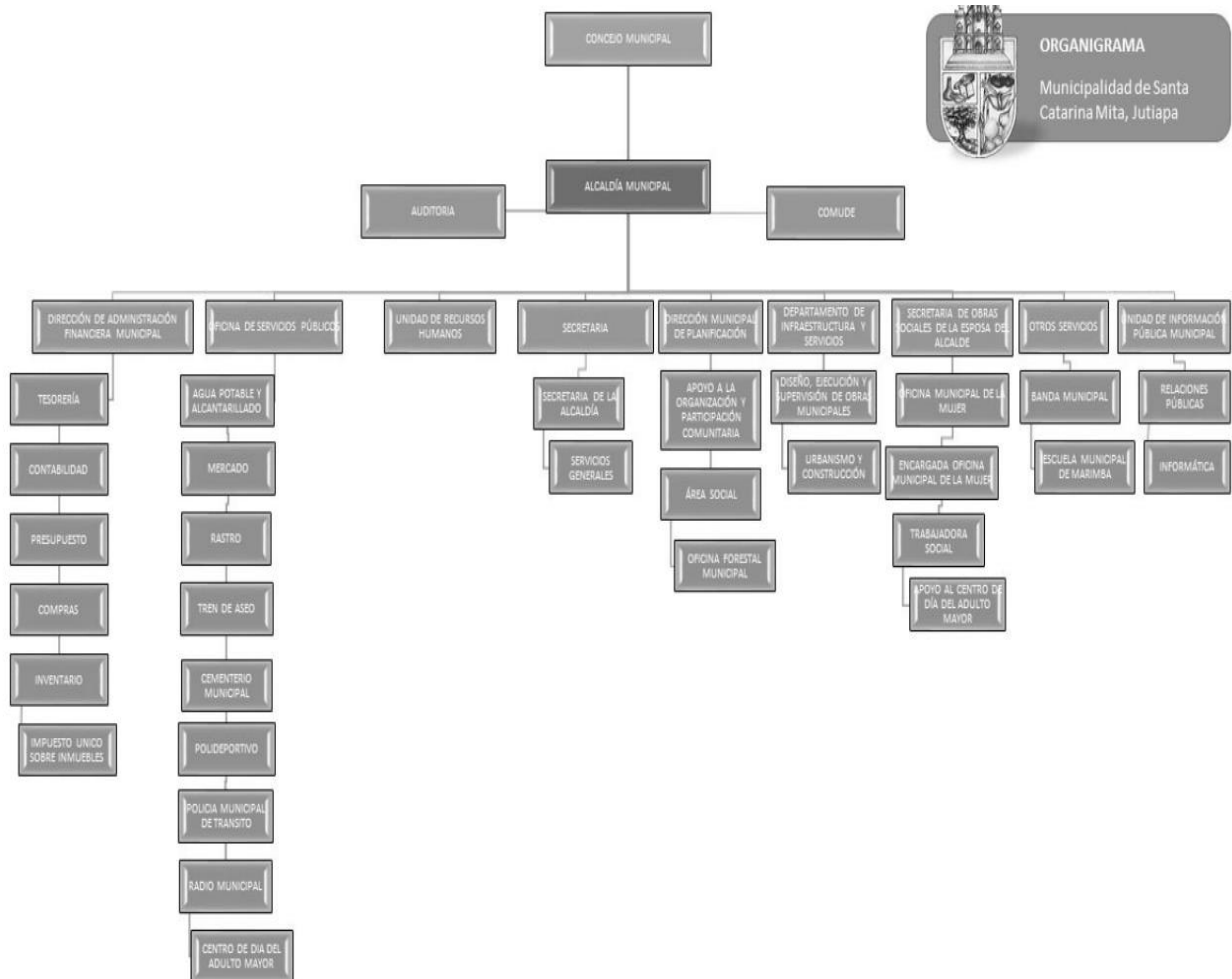 CONCEJO MUNICIPAL
ORGANIGRAMA
Municipalidad de Santa
Catarina Mita, Jutiapa
ALCALDÍA MUNICIPAL
AUDITORIA
COMUDE
DIRECCIÓN DE ADMINISTRACIÓN
FINANCIERA MUNICIPAL
OFICINA DE SERVICIOS PÚBLICOS
UNIDAD DE RECURSOS
HUMANOS
SECRETARIA
DIRECCIÓN MUNICIPAL
DE PLANIFICACIÓN
DEPARTAMENTO DE
INFRAESTRUCTURA Y
SERVICIOS
SECRETARIA DE OBRAS
SOCIALES DE LA ESPOSA DEL
ALCALDE
OTROS SERVICIOS
UNIDAD DE INFORMACIÓN
PÚBLICA MUNICIPAL
TESORERÍA
CONTABILIDAD
PRESUPUESTO
COMPRAS
INVENTARIO
IMPUESTO UNICO
SOBRE INMUEBLES
AGUA POTABLE Y
ALCANTARILLADO
MERCADO
RASTRO
TREN DE ASEO
CEMENTERIO
MUNICIPAL
POLIDEPORTIVO
POLICIA MUNICIPAL
DE TRANSITO
RADIO MUNICIPAL
CENTRO DE DIA DEL
ADULTO MAYOR
SECRETARIA DE LA
ALCALDÍA
SERVICIOS
GENERALES
APOYO A LA
ORGANIZACIÓN Y
PARTICIPACIÓN
COMUNITARIA
ÁREA SOCIAL
OFICINA FORESTAL
MUNICIPAL
DISEÑO, EJECUCIÓN Y
SUPERVISIÓN DE OBRAS
MUNICIPALES
URBANISMO Y
CONSTRUCCIÓN
OFICINA MUNICIPAL DE LA
MUJER
ENCARGADA OFICINA
MUNICIPAL DE LA MUJER
TRABAJADORA
SOCIAL
APOYO AL CENTRO DE
DÍA DEL ADULTO
MAYOR
BANDA MUNICIPAL
ESCUELA MUNICIPAL
DE MARIMBA
RELACIONES
PÚBLICAS
INFORMÁTICA